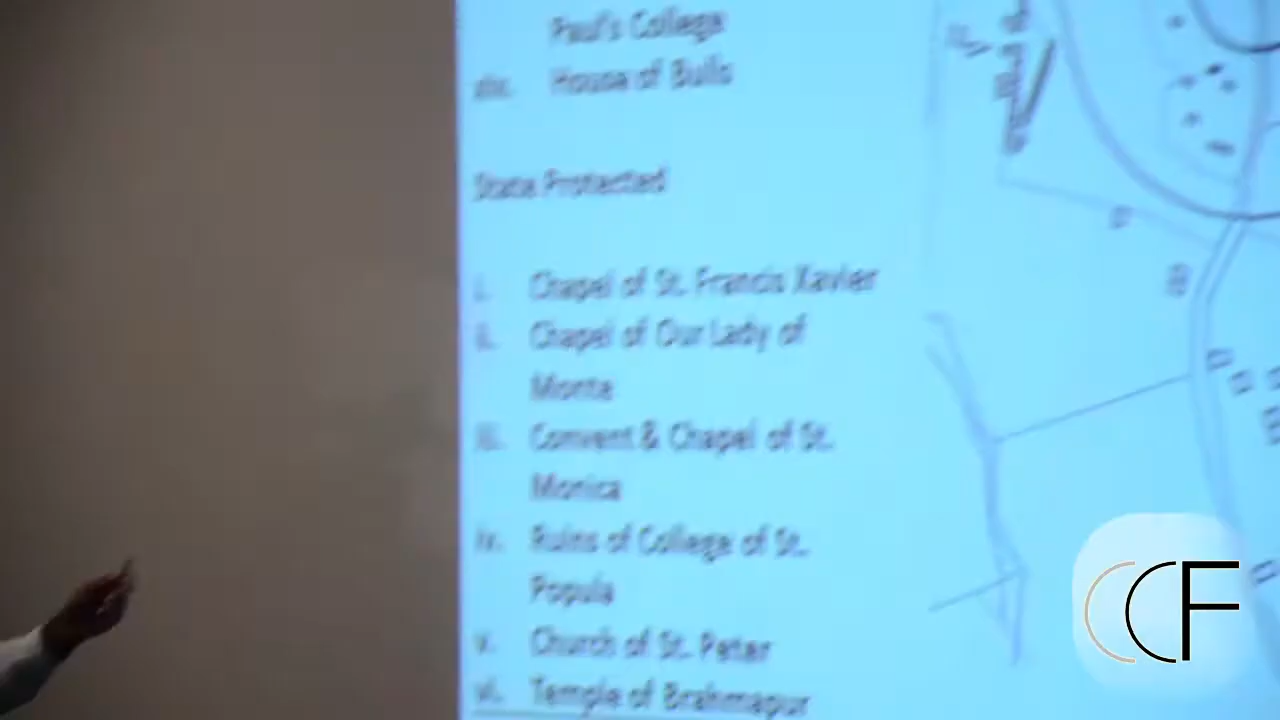 Paul's College
xiv. House of Bulls
State Protected
i. Chapel of St. Francis Xavier
ii. Chapel of Our Lady of
Monte
iii. Convent & Chapel of St.
Monica
iv. Ruins of College of St.
Popula
v. Church of St. Peter
vi. Temple of Brahmapur
CCF